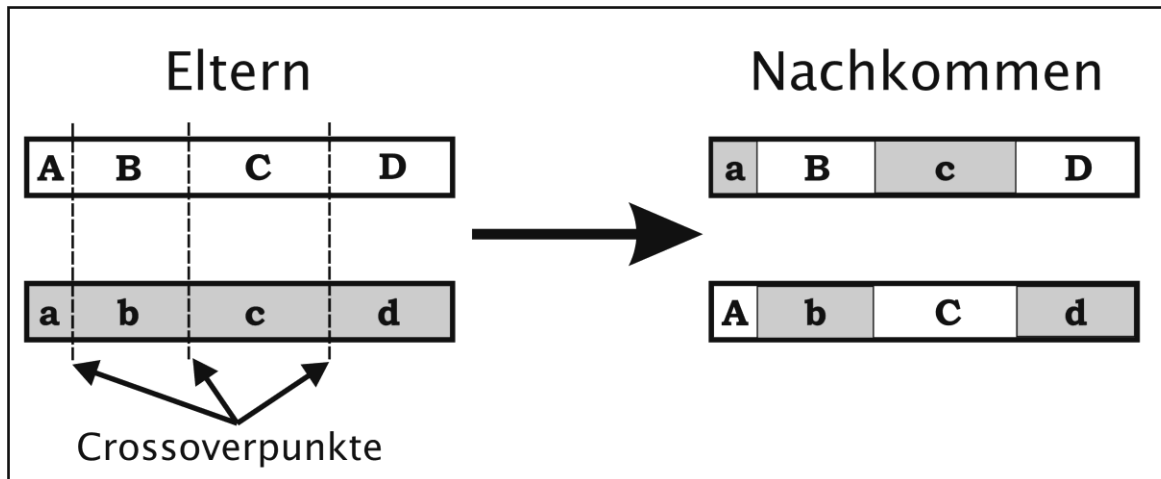 Eltern
Nachkommen
A B C D
a B c D
a b c d
A b C d
Crossoverpunkte